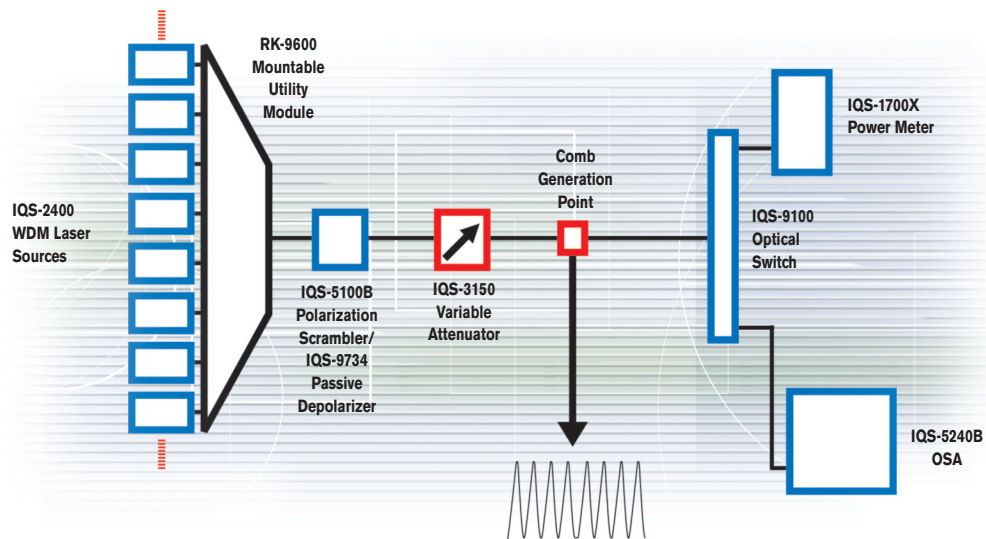 RK-9600
Mountable
Utility
Module
IQS-2400
WDM Laser
Sources
IQS-5100B
Polarization
Scrambler/
IQS-9734
Passive
Depolarizer
IQS-3150
Variable
Attenuator
Comb
Generation
Point
IQS-9100
Optical
Switch
IQS-1700X
Power Meter
IQS-5240B
OSA